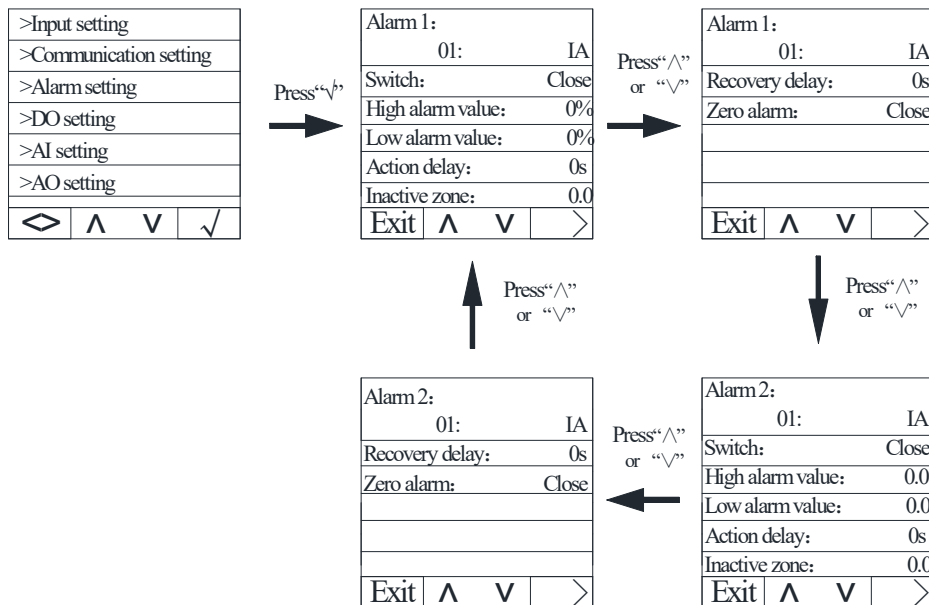 >Input setting
>Communication setting
>Alarm setting
>DO setting
>AI setting
>AO setting
<> ∧ ∨ √
Press“√”
Alarm 1：
01： IA
Switch： Close
High alarm value： 0%
Low alarm value： 0%
Action delay： 0s
Inactive zone： 0.0
Exit ∧ ∨ >
Press“∧”
or “∨”
Alarm 1：
01： IA
Recovery delay： 0s
Zero alarm： Close
Exit ∧ ∨ >
Press“∧”
or “∨”
Alarm 2：
01： IA
Switch： Close
High alarm value： 0.0
Low alarm value： 0.0
Action delay： 0s
Inactive zone： 0.0
Exit ∧ ∨ >
Press“∧”
or “∨”
Alarm 2：
01： IA
Recovery delay： 0s
Zero alarm： Close
Exit ∧ ∨ >
Press“∧”
or “∨”